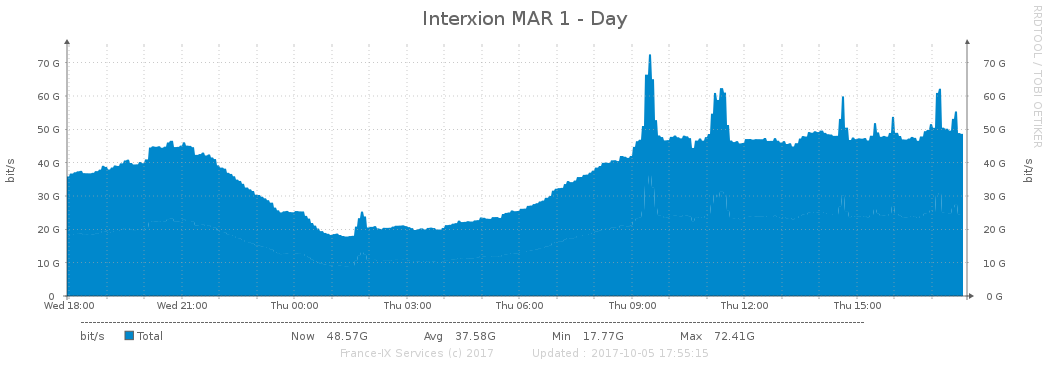 Interxion MAR 1 - Day
RRDTOOL / TOBI OETIKER
bit/s
70 G 70 G
60 G 60 G
50 G 50 G
40 G 40 G
30 G 30 G
20 G 20 G
10 G 10 G
0 0 G
bit/s
Wed 18:00 Wed 21:00 Thu 00:00 Thu 03:00 Thu 06:00 Thu 09:00 Thu 12:00 Thu 15:00
bit/s Total Now 48.57G Avg 37.58G Min 17.77G Max 72.41G
France-IX Services (c) 2017 Updated : 2017-10-05 17:55:15